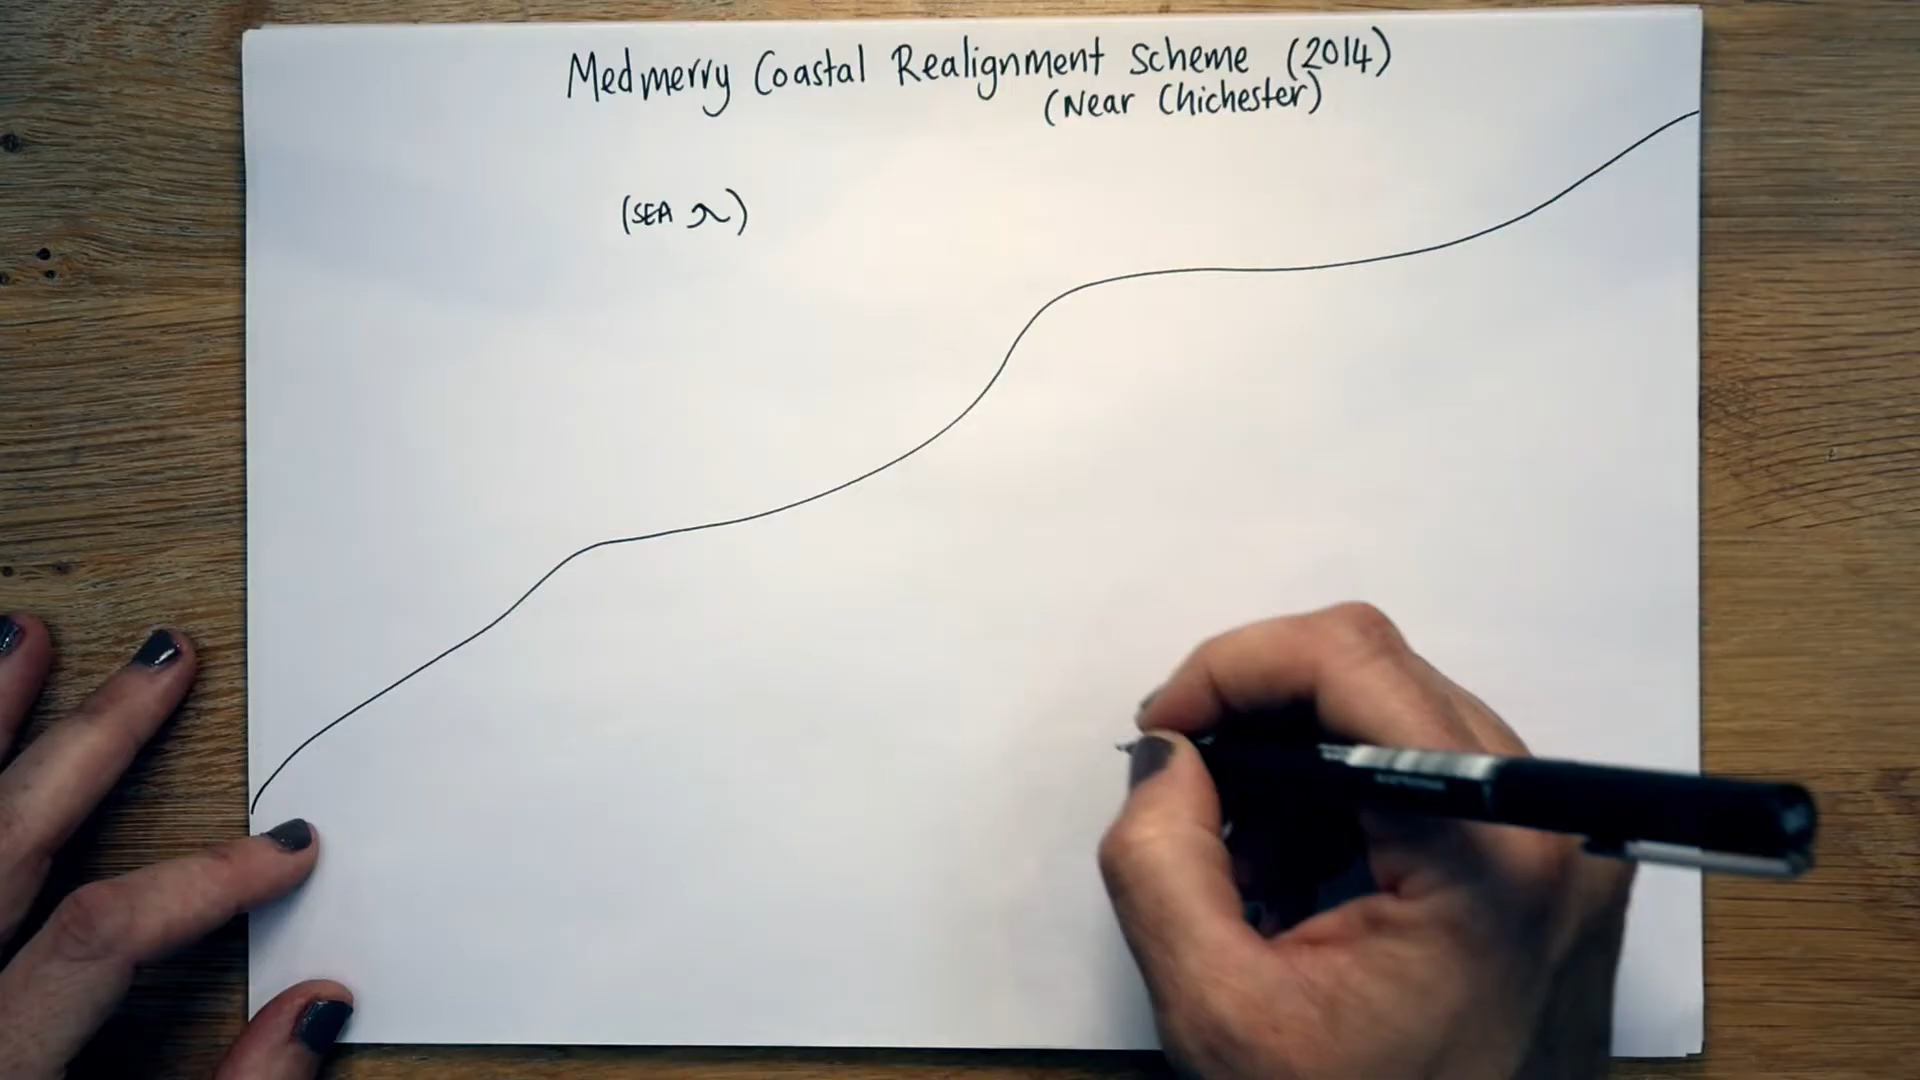 Medmerry Coastal Realignment Scheme (2014)
(Near Chichester)
(SEA)